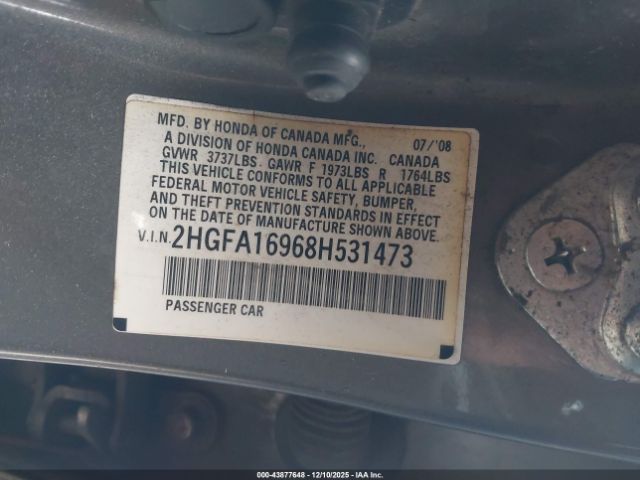 MFD. BY HONDA OF CANADA MFG., 07/'08
A DIVISION OF HONDA CANADA INC. CANADA
GVWR 3737LBS GAWR F 1973LBS R 1764LBS
THIS VEHICLE CONFORMS TO ALL APPLICABLE
FEDERAL MOTOR VEHICLE SAFETY, BUMPER,
AND THEFT PREVENTION STANDARDS IN EFFECT
ON THE DATE OF MANUFACTURE SHOWN ABOVE.
V.I.N. 2HGFA16968H531473
PASSENGER CAR
000-43877648 - 12/10/2025 - IAA Inc.